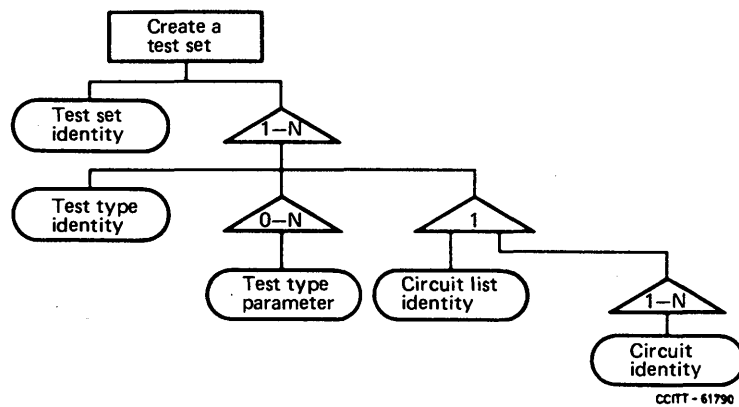 Create a
test set
Test set
identity
1–N
Test type
identity
0–N
1
Test type
parameter
Circuit list
identity
1–N
Circuit
identity
CCITT - 61790